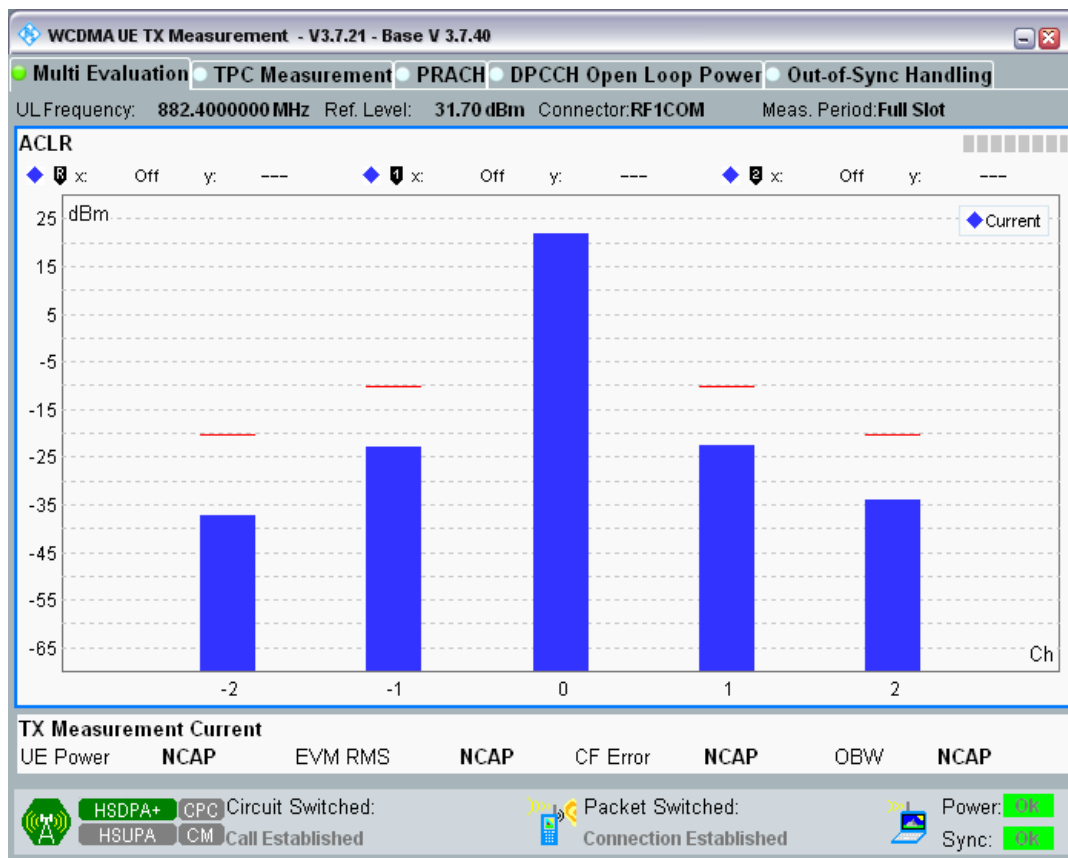 WCDMA UE TX Measurement - V3.7.21 - Base V 3.7.40
Multi Evaluation TPC Measurement PRACH DPCCH Open Loop Power Out-of-Sync Handling
UL Frequency: 882.4000000 MHz Ref. Level: 31.70 dBm Connector:RF1COM Meas. Period:Full Slot
ACLR
R x: Off y: --- 1 x: Off y: --- 2 x: Off y: ---
25 dBm Current
15
5
-5
-15
-25
-35
-45
-55
-65 Ch
-2 -1 0 1 2
TX Measurement Current
UE Power NCAP EVM RMS NCAP CF Error NCAP OBW NCAP
HSDPA+ CPC Circuit Switched: Packet Switched: Power: OK
HSUPA CM Call Established Connection Established Sync: OK